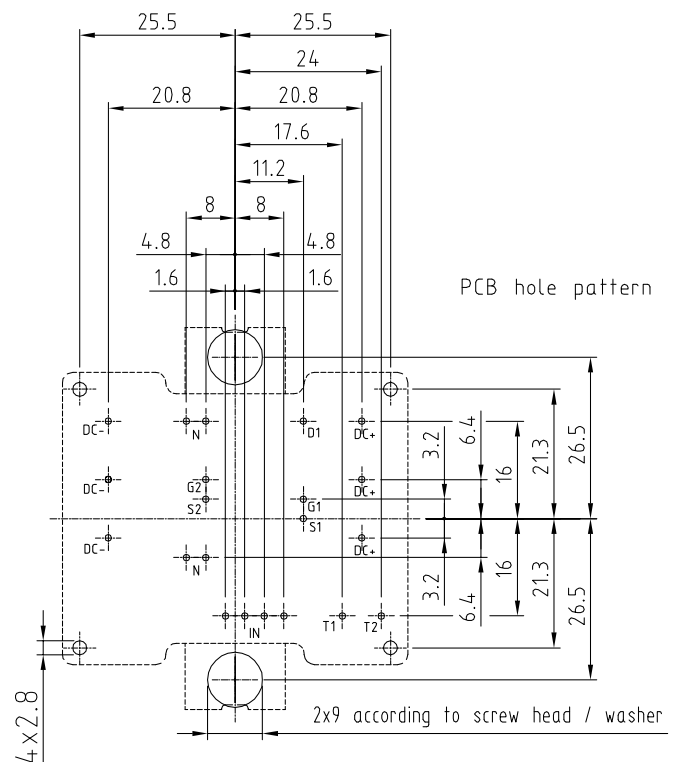 25.5 25.5
24
20.8 20.8
17.6
11.2
8 8
4.8 4.8
1.6 1.6
PCB hole pattern
DC- N D1 DC+
DC- G2 G1 DC+
S2 S1
DC- N DC+
IN T1 T2
3.2 6.4 16 21.3 26.5
3.2 6.4 16 21.3 26.5
4x2.8
2x9 according to screw head / washer